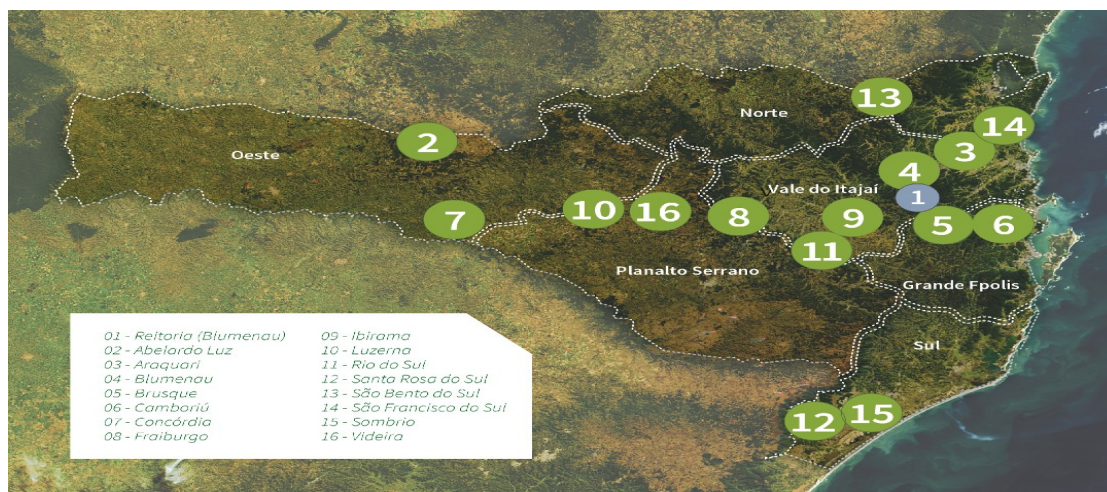 Norte
13
14
2
Oeste
3
4
Vale do Itajaí
1
7
10
16
8
9
5
6
11
Planalto Serrano
Grande Fpolis
Sul
01 - Reitoria (Blumenau)
02 - Abelardo Luz
03 - Araquari
04 - Blumenau
05 - Brusque
06 - Camboriú
07 - Concórdia
08 - Fraiburgo
09 - Ibirama
10 - Luzerna
11 - Rio do Sul
12 - Santa Rosa do Sul
13 - São Bento do Sul
14 - São Francisco do Sul
15 - Sombrio
16 - Videira
12
15